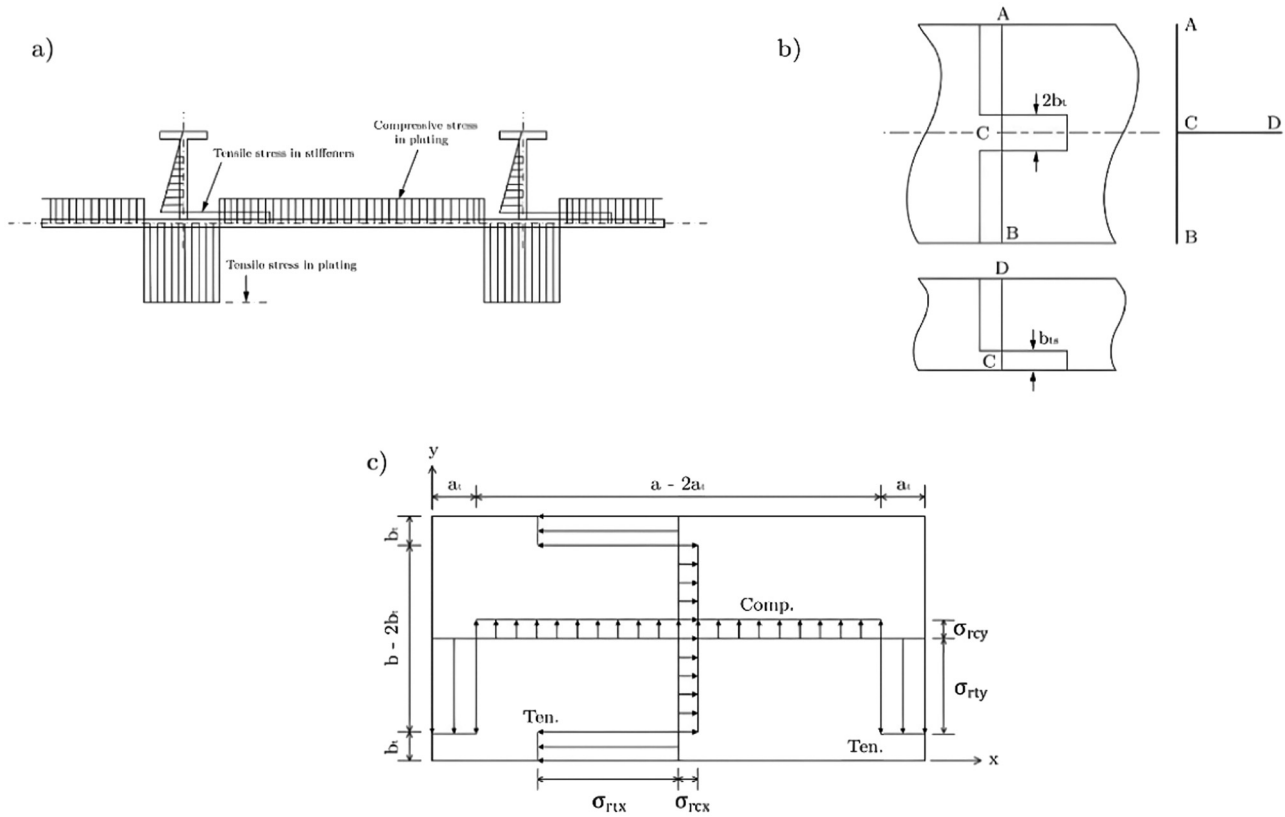 a)
Compressive stress
in plating
Tensile stress in stiffeners
Tensile stress in plating
b)
A
A
2bₜ
C
C
D
B
B
D
bₜₛ
C
c)
y
aₜ
a - 2aₜ
aₜ
bₜ
b - 2bₜ
bₜ
Comp.
σrcy
σrty
Ten.
Ten.
x
σrtx
σrcx